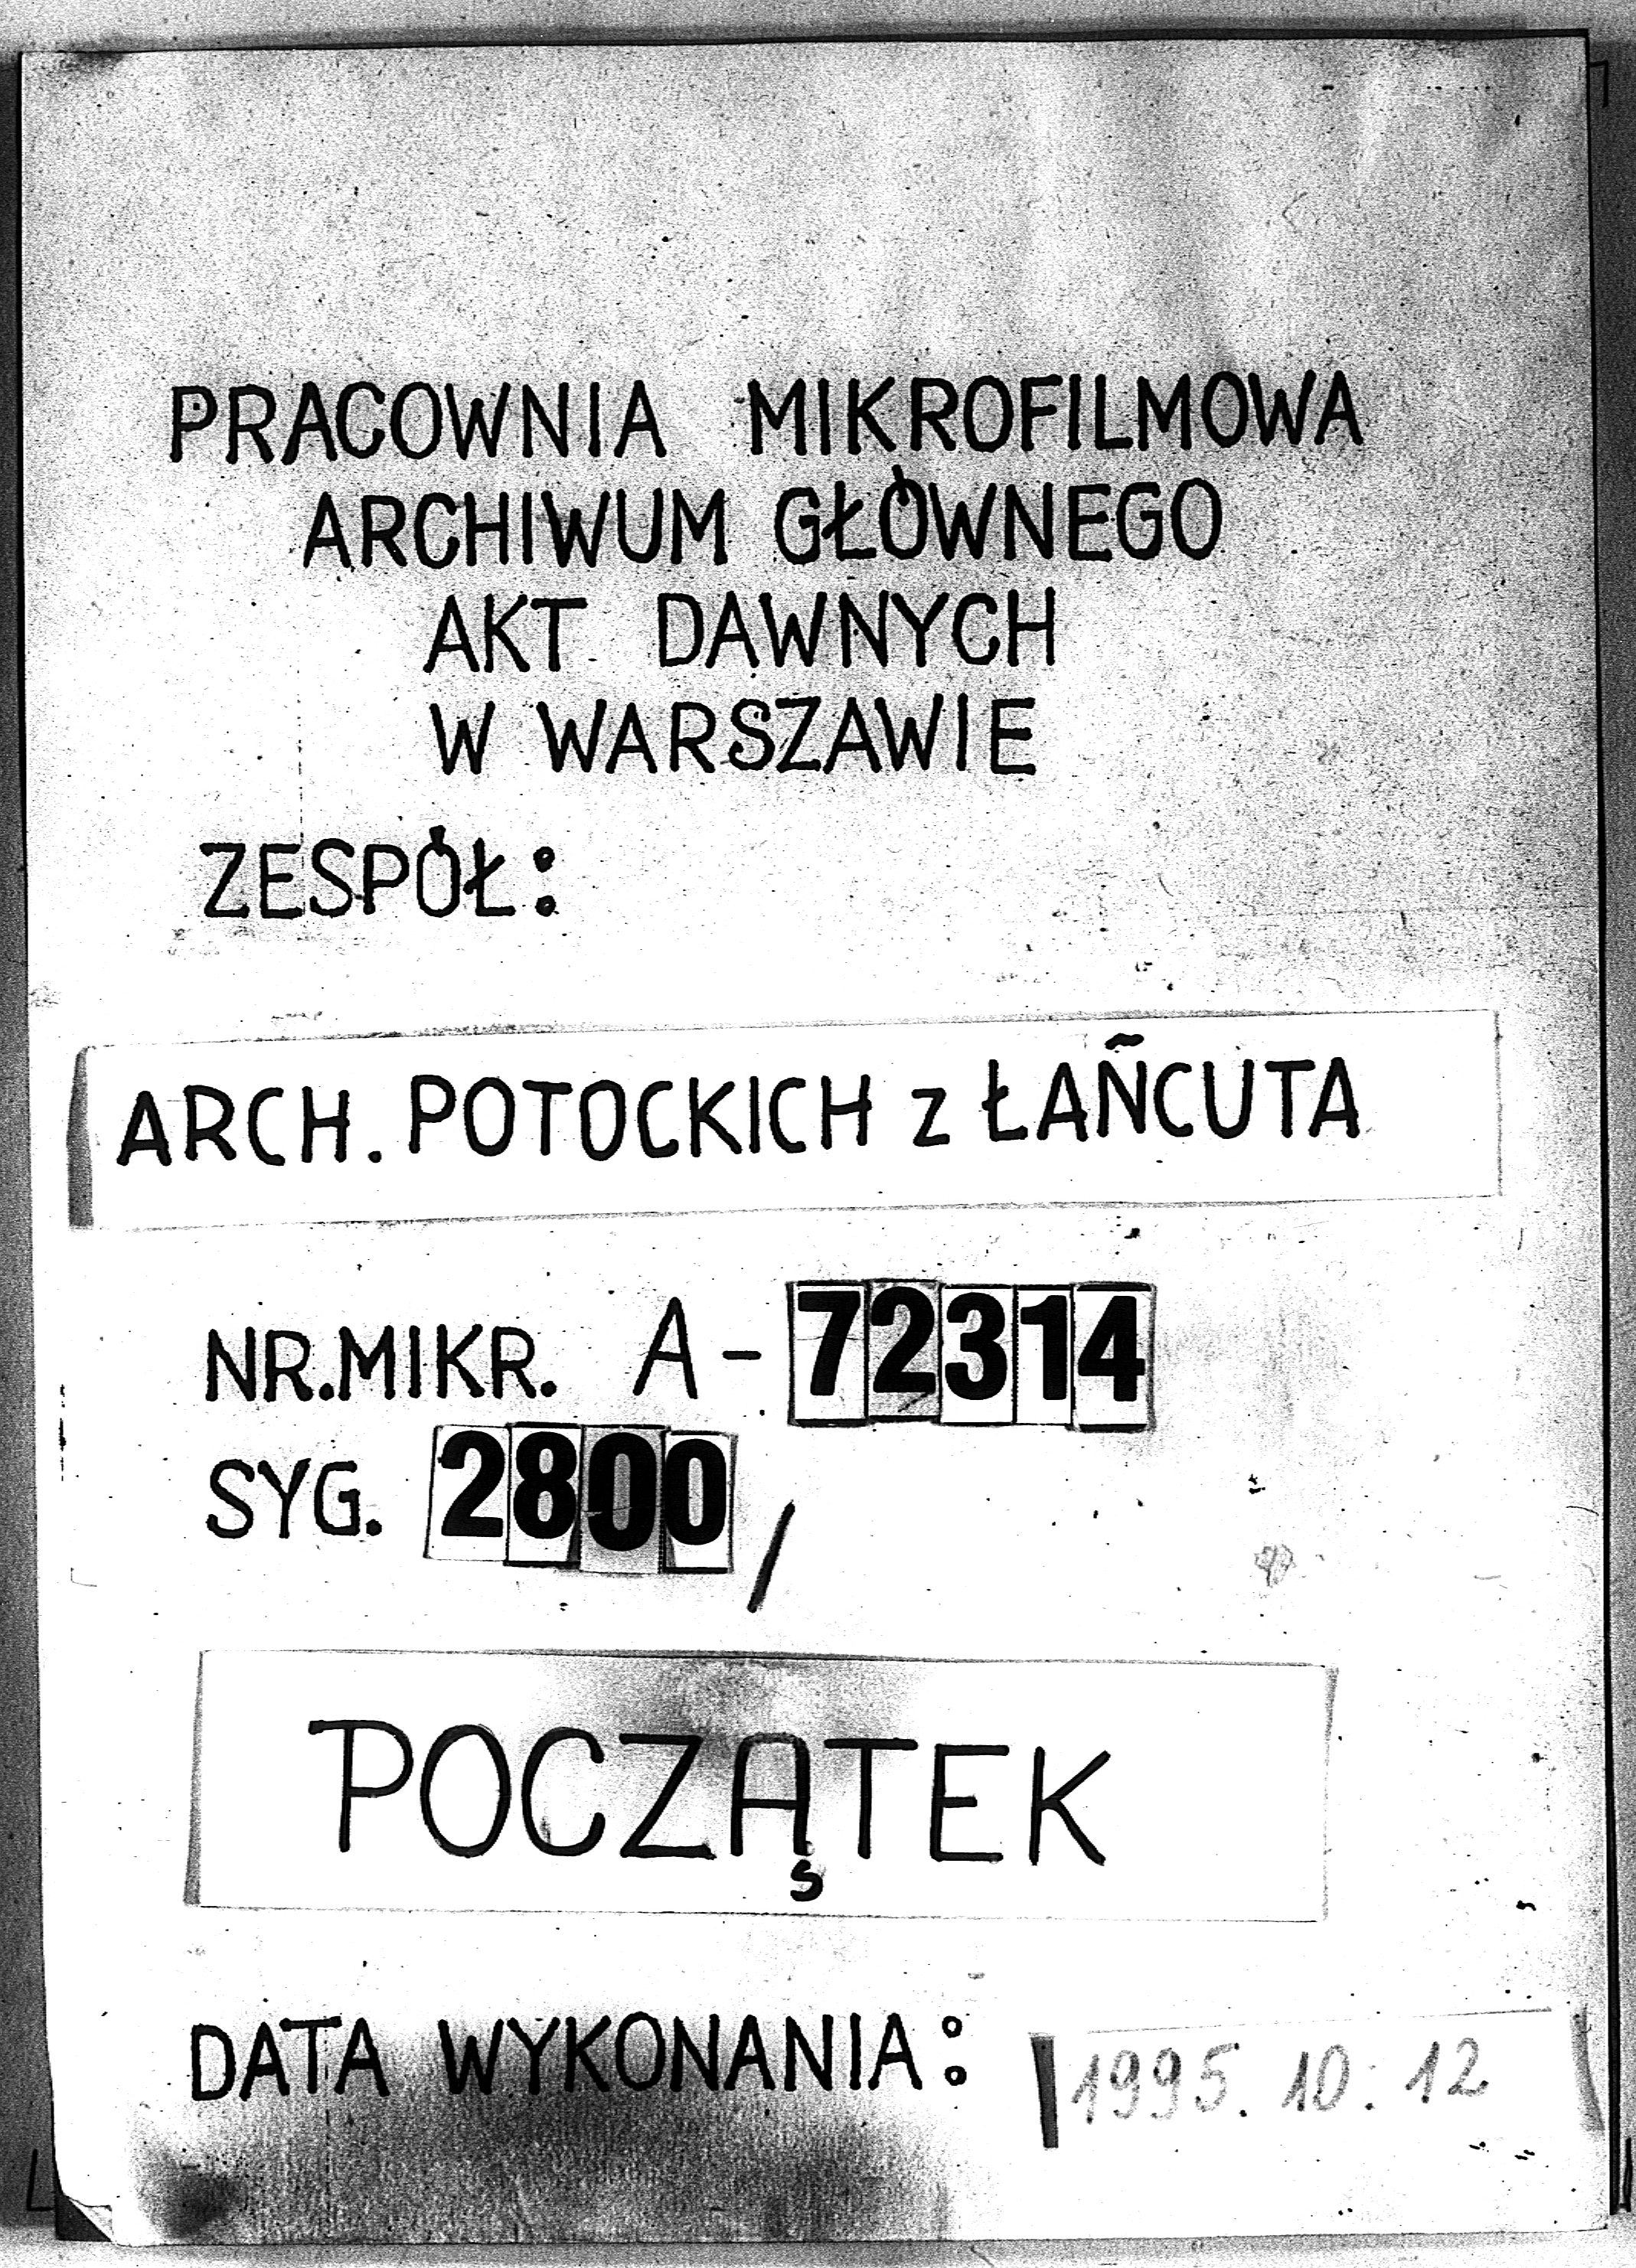 PRACOWNIA MIKROFILMOWA
ARCHIWUM GŁÓWNEGO
AKT DAWNYCH
W WARSZAWIE
ZESPÓŁ:
ARCH. POTOCKICH z ŁAŃCUTA
NR.MIKR. A-72314
SYG. 2800/
POCZĄTEK
DATA WYKONANIA: 1995. 10. 12